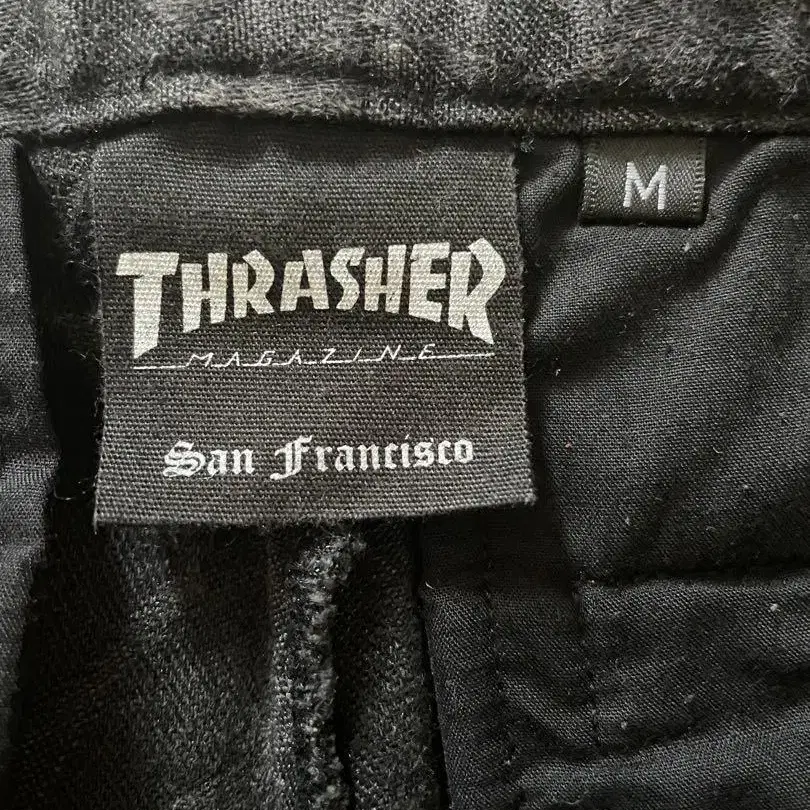 THRASHER
MAGAZINE
San Francisco
M